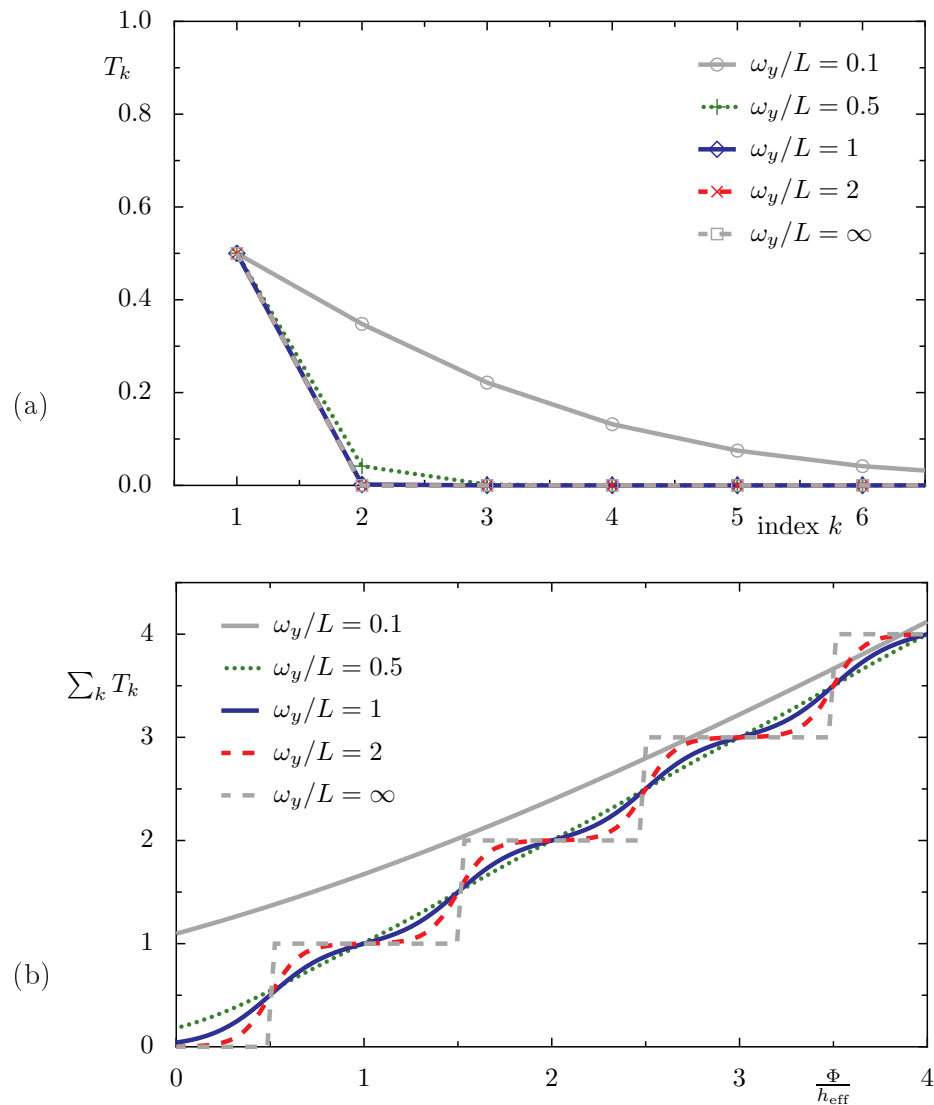 1.0
T_k
0.8
0.6
0.4
0.2
0.0
ω_y/L = 0.1
ω_y/L = 0.5
ω_y/L = 1
ω_y/L = 2
ω_y/L = ∞
(a)
1 2 3 4 5 6
index k
4
∑_k T_k
3
2
1
0
ω_y/L = 0.1
ω_y/L = 0.5
ω_y/L = 1
ω_y/L = 2
ω_y/L = ∞
(b)
0 1 2 3 Φ/h_eff 4